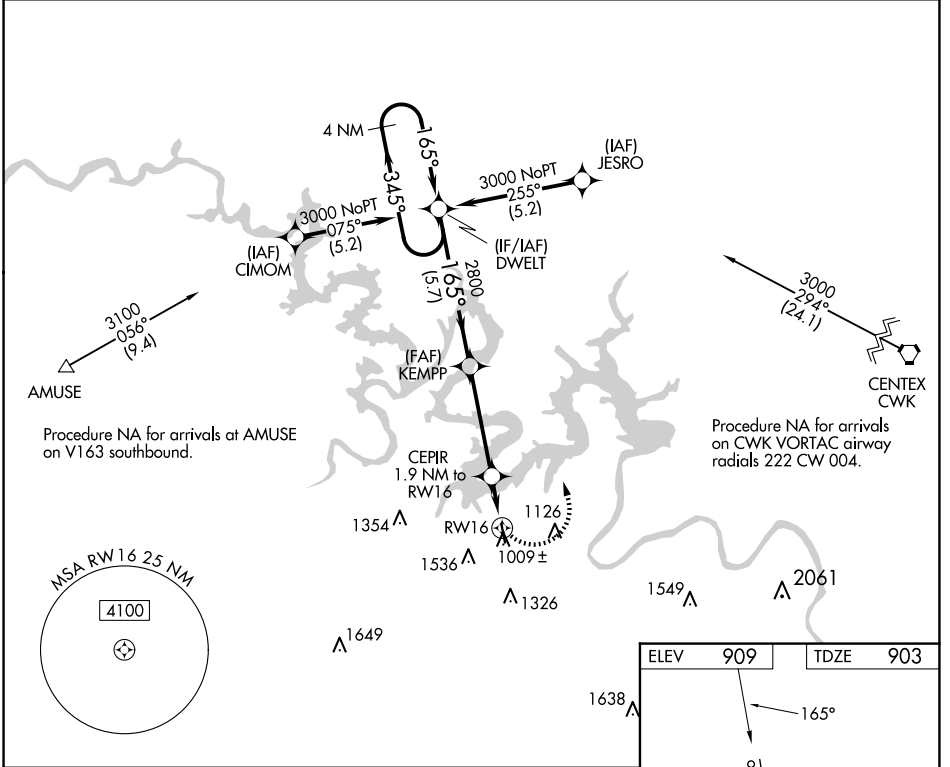 4 NM
165°
345°
(IAF)
JESRO
3000 NoPT
255°
(5.2)
3000 NoPT
075°
(5.2)
(IAF)
CIMOM
(IF/IAF)
DWELT
2800
165°
(5.7)
3100
056°
(9.4)
AMUSE
3000
294°
(24.1)
CENTEX
CWK
(FAF)
KEMPP
Procedure NA for arrivals at AMUSE
on V163 southbound.
Procedure NA for arrivals
on CWK VORTAC airway
radials 222 CW 004.
CEPIR
1.9 NM to
RW16
1354
RW16
1126
1536
1009±
1326
1549
2061
MSA RW16 25 NM
4100
1649
1638
ELEV 909
TDZE 903
165°